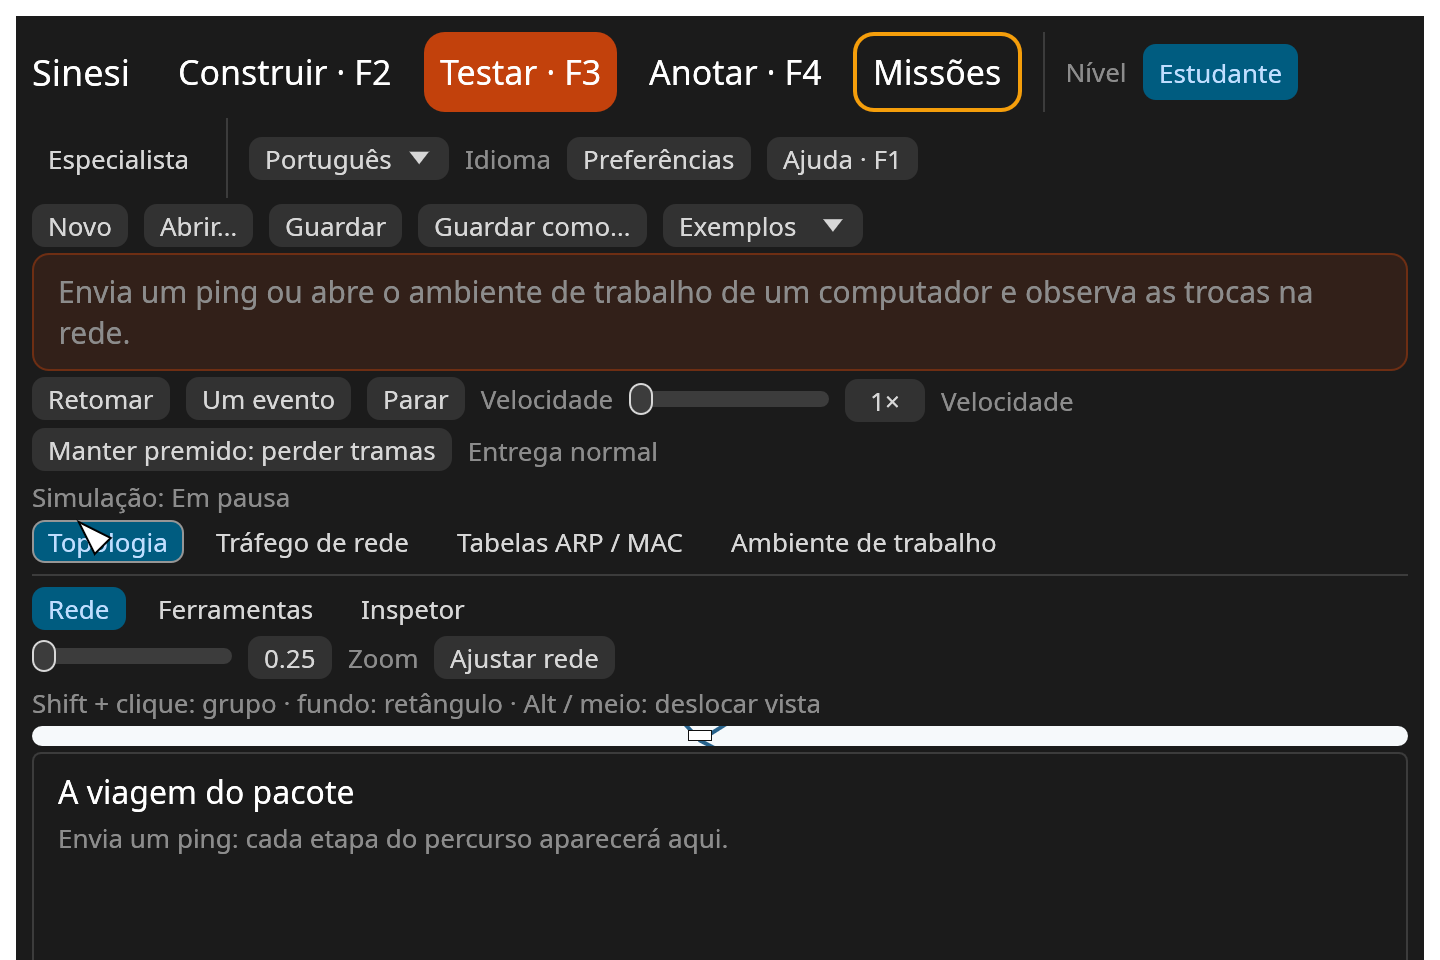 Sinesi Construir · F2 Testar · F3 Anotar · F4 Missões Nível Estudante
Especialista Português Idioma Preferências Ajuda · F1
Novo Abrir... Guardar Guardar como... Exemplos
Envia um ping ou abre o ambiente de trabalho de um computador e observa as trocas na
rede.
Retomar Um evento Parar Velocidade 1× Velocidade
Manter premido: perder tramas Entrega normal
Simulação: Em pausa
Topologia Tráfego de rede Tabelas ARP / MAC Ambiente de trabalho
Rede Ferramentas Inspetor
0.25 Zoom Ajustar rede
Shift + clique: grupo · fundo: retângulo · Alt / meio: deslocar vista
A viagem do pacote
Envia um ping: cada etapa do percurso aparecerá aqui.